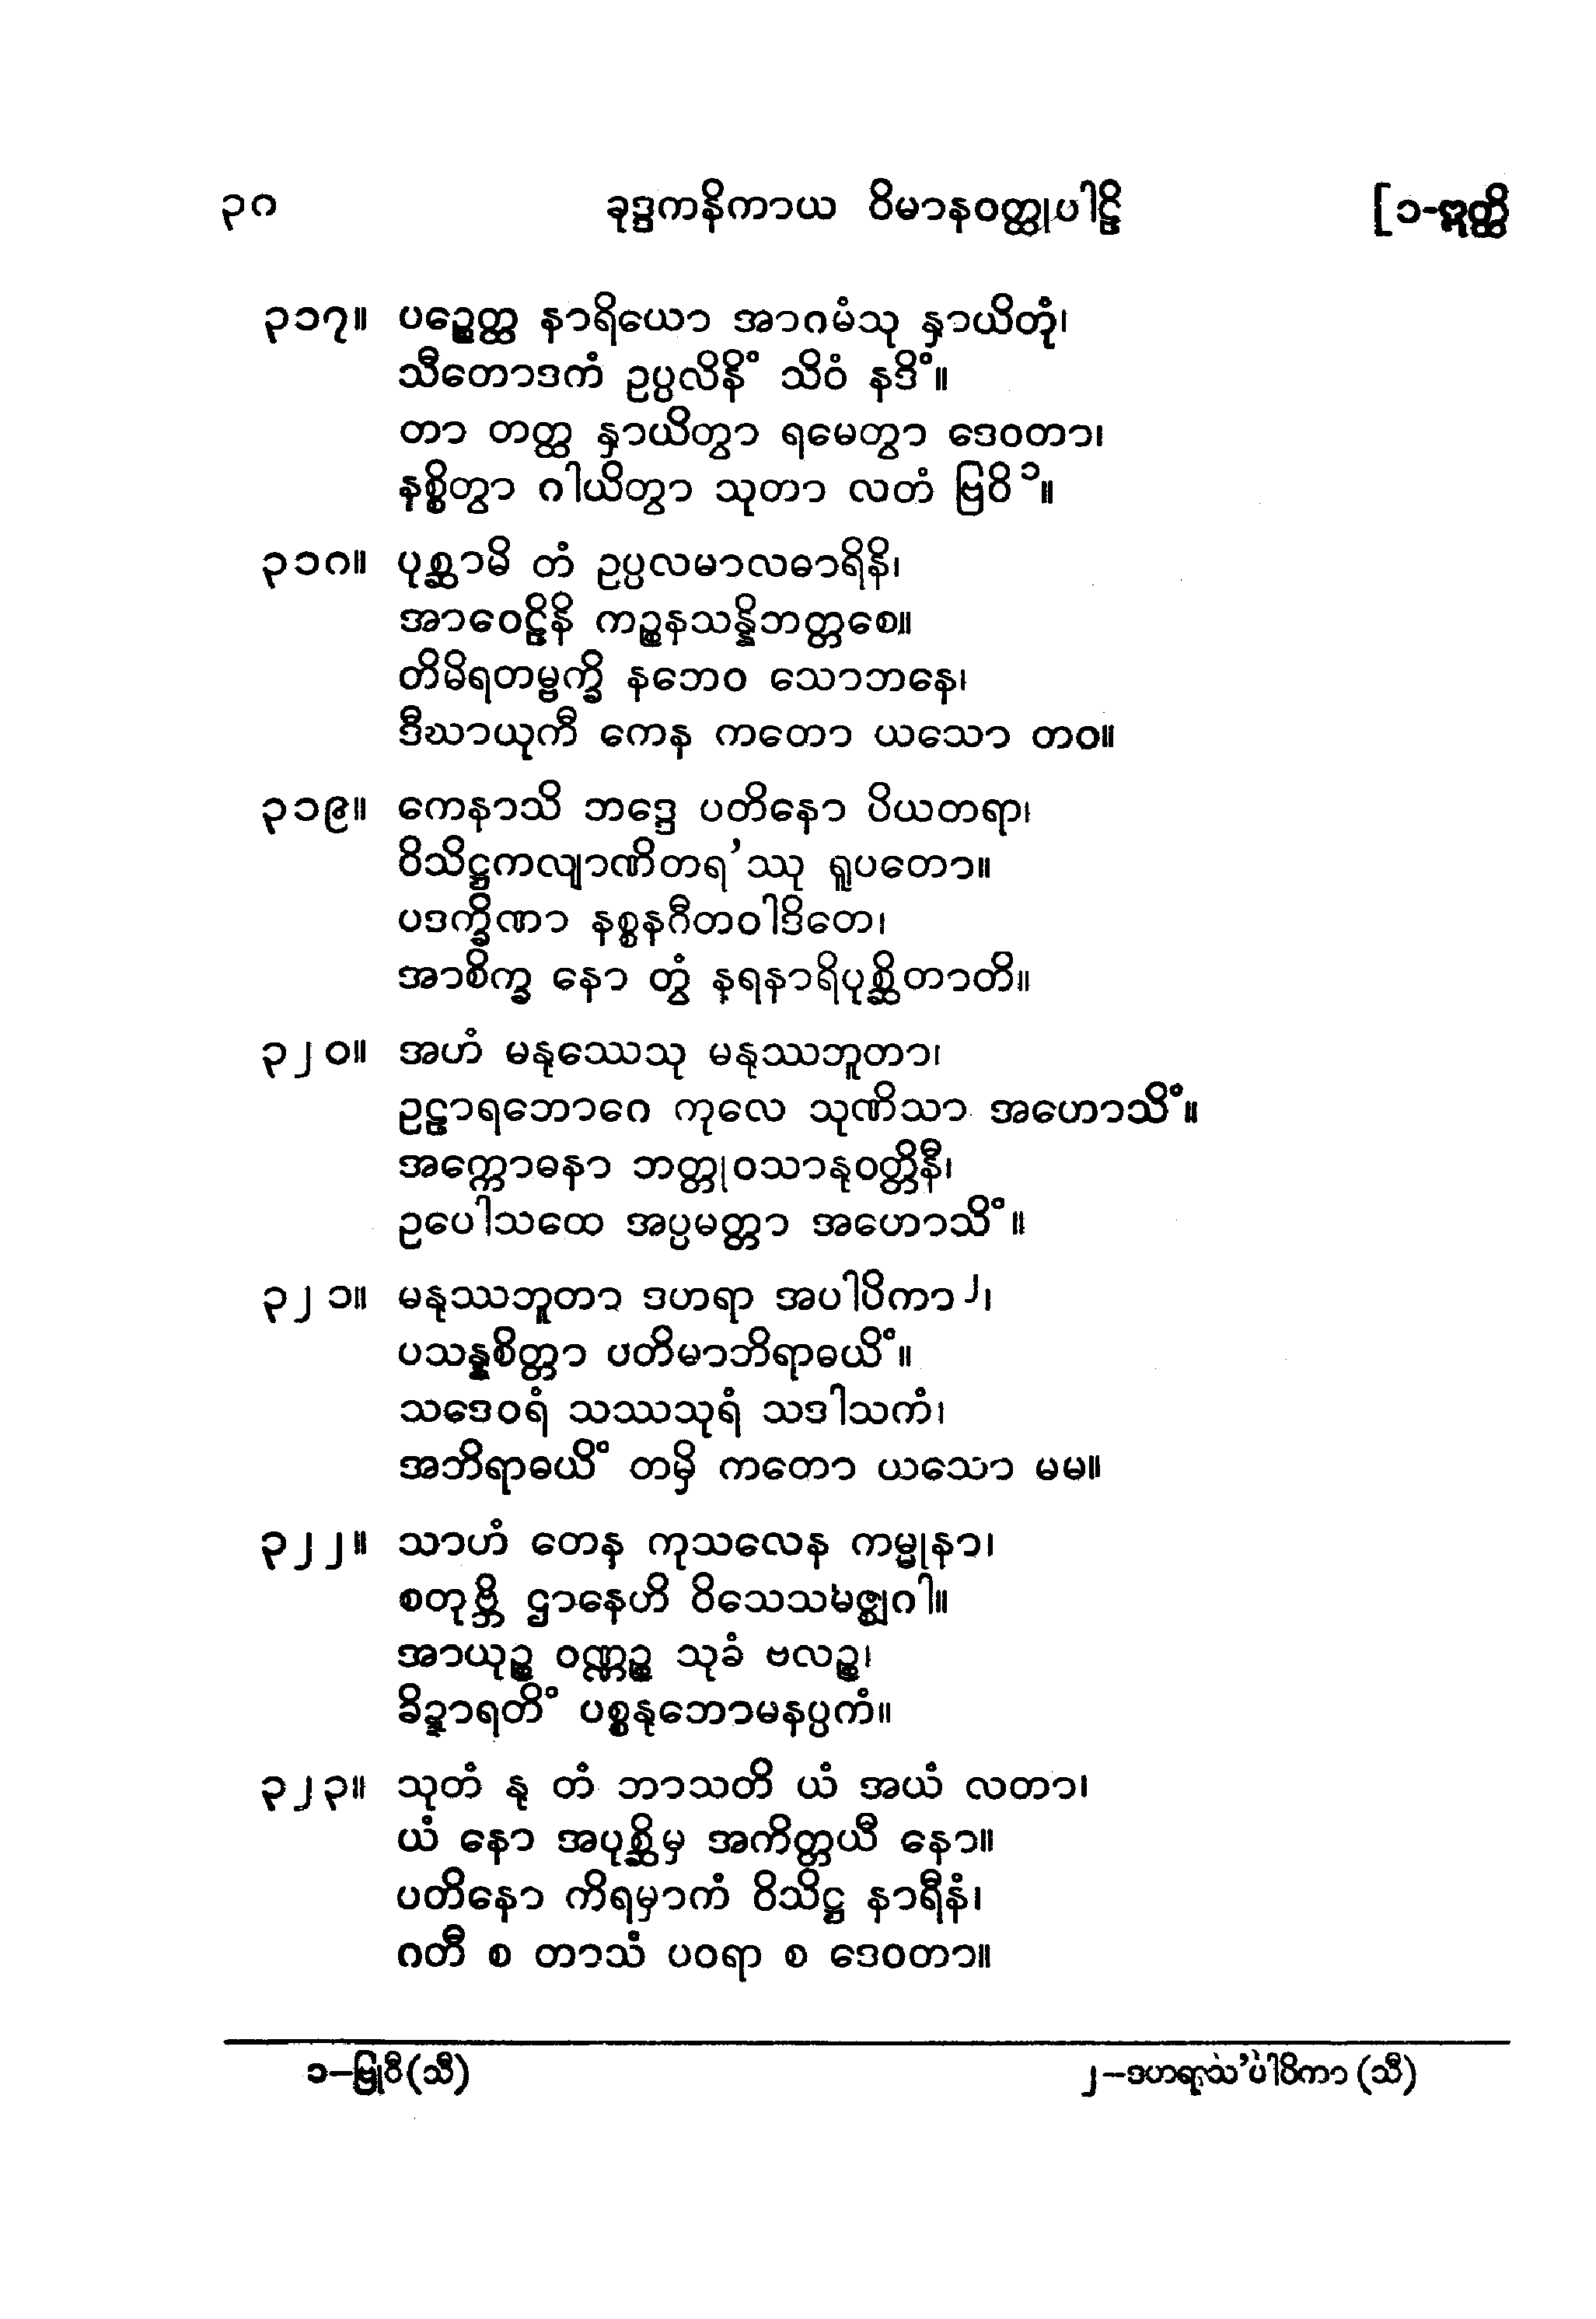 ၃၈ ခုဒ္ဒကနိကာယ ဝိမာနဝတ္ထုပါဠိ [၁-ဣတ္ထိ
၃၁၇။ ပဉ္စေတ္ထ နာရိယော အာဂမံသု နှာယိတုံ၊
သီတောဒကံ ဥပ္ပလိနိံ သိဝံ နဒိံ။
တာ တတ္ထ နှာယိတွာ ရမေတွာ ဒေဝတာ၊
နစ္စိတွာ ဂါယိတွာ သုတာ လတံ ဗြဝိ ၁။
၃၁၈။ ပုစ္ဆာမိ တံ ဥပ္ပလမာလဓာရိနိ၊
အာဝေဠိနိ ကဉ္စနသန္နိဘတ္တစေ။
တိမိရတမ္ဗက္ခိ နဘေဝ သောဘနေ၊
ဒီဃာယုကီ ကေန ကတော ယသော တဝ။
၃၁၉။ ကေနာသိ ဘဒ္ဒေ ပတိနော ပိယတရာ၊
ဝိသိဋ္ဌကလျာဏိတရ’ဿု ရူပတော။
ပဒက္ခိဏာ နစ္စနဂီတဝါဒိတေ၊
အာစိက္ခ နော တွံ နရနာရိပုစ္ဆိတာတိ။
၃၂၀။ အဟံ မနုဿေသု မနုဿဘူတာ၊
ဥဠာရဘောဂေ ကုလေ သုဏိသာ အဟောသိံ။
အက္ကောဓနာ ဘတ္တုဝသာနုဝတ္တိနီ၊
ဥပေါသထေ အပ္ပမတ္တာ အဟောသိံ။
၃၂၁။ မနုဿဘူတာ ဒဟရာ အပါပိကာ ၂၊
ပသန္နစိတ္တာ ပတိမာဘိရာဓယိံ။
သဒေဝရံ သဿသုရံ သဒါသကံ၊
အဘိရာဓယိံ တမှိ ကတော ယသော မမ။
၃၂၂။ သာဟံ တေန ကုသလေန ကမ္မုနာ၊
စတုဗ္ဘိ ဌာနေဟိ ဝိသေသမဇ္ဈဂါ။
အာယုဉ္စ ဝဏ္ဏဉ္စ သုခံ ဗလဉ္စ၊
ခိဍ္ဍာရတိံ ပစ္စနုဘောမနပ္ပကံ။
၃၂၃။ သုတံ နု တံ ဘာသတိ ယံ အယံ လတာ၊
ယံ နော အပုစ္ဆိမှ အကိတ္တယီ နော။
ပတိနော ကိရမှာကံ ဝိသိဋ္ဌ နာရီနံ၊
ဂတီ စ တာသံ ပဝရာ စ ဒေဝတာ။
၁–ဗြုဝီ (သီ) ၂–ဒဟရာသ’ပါပိကာ (သီ)